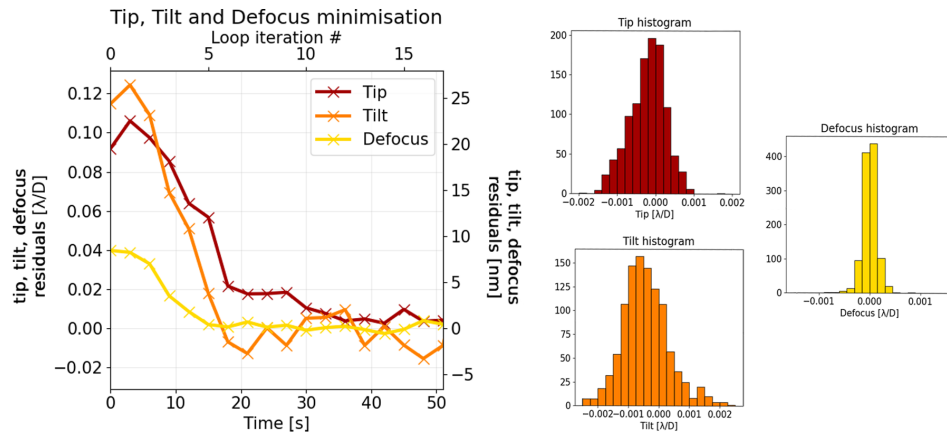 Tip, Tilt and Defocus minimisation
Loop iteration #
0 5 10 15
0.12
0.10
0.08
0.06
0.04
0.02
0.00
−0.02
25
20
15
10
5
0
−5
Tip
Tilt
Defocus
tip, tilt, defocus
residuals [λ/D]
tip, tilt, defocus
residuals [nm]
0 10 20 30 40 50
Time [s]
Tip histogram
200
150
100
50
0
−0.002 −0.001 0.000 0.001 0.002
Tip [λ/D]
Tilt histogram
150
125
100
75
50
25
0
−0.002 −0.001 0.000 0.001 0.002
Tilt [λ/D]
Defocus histogram
400
300
200
100
0
−0.001 0.000 0.001
Defocus [λ/D]